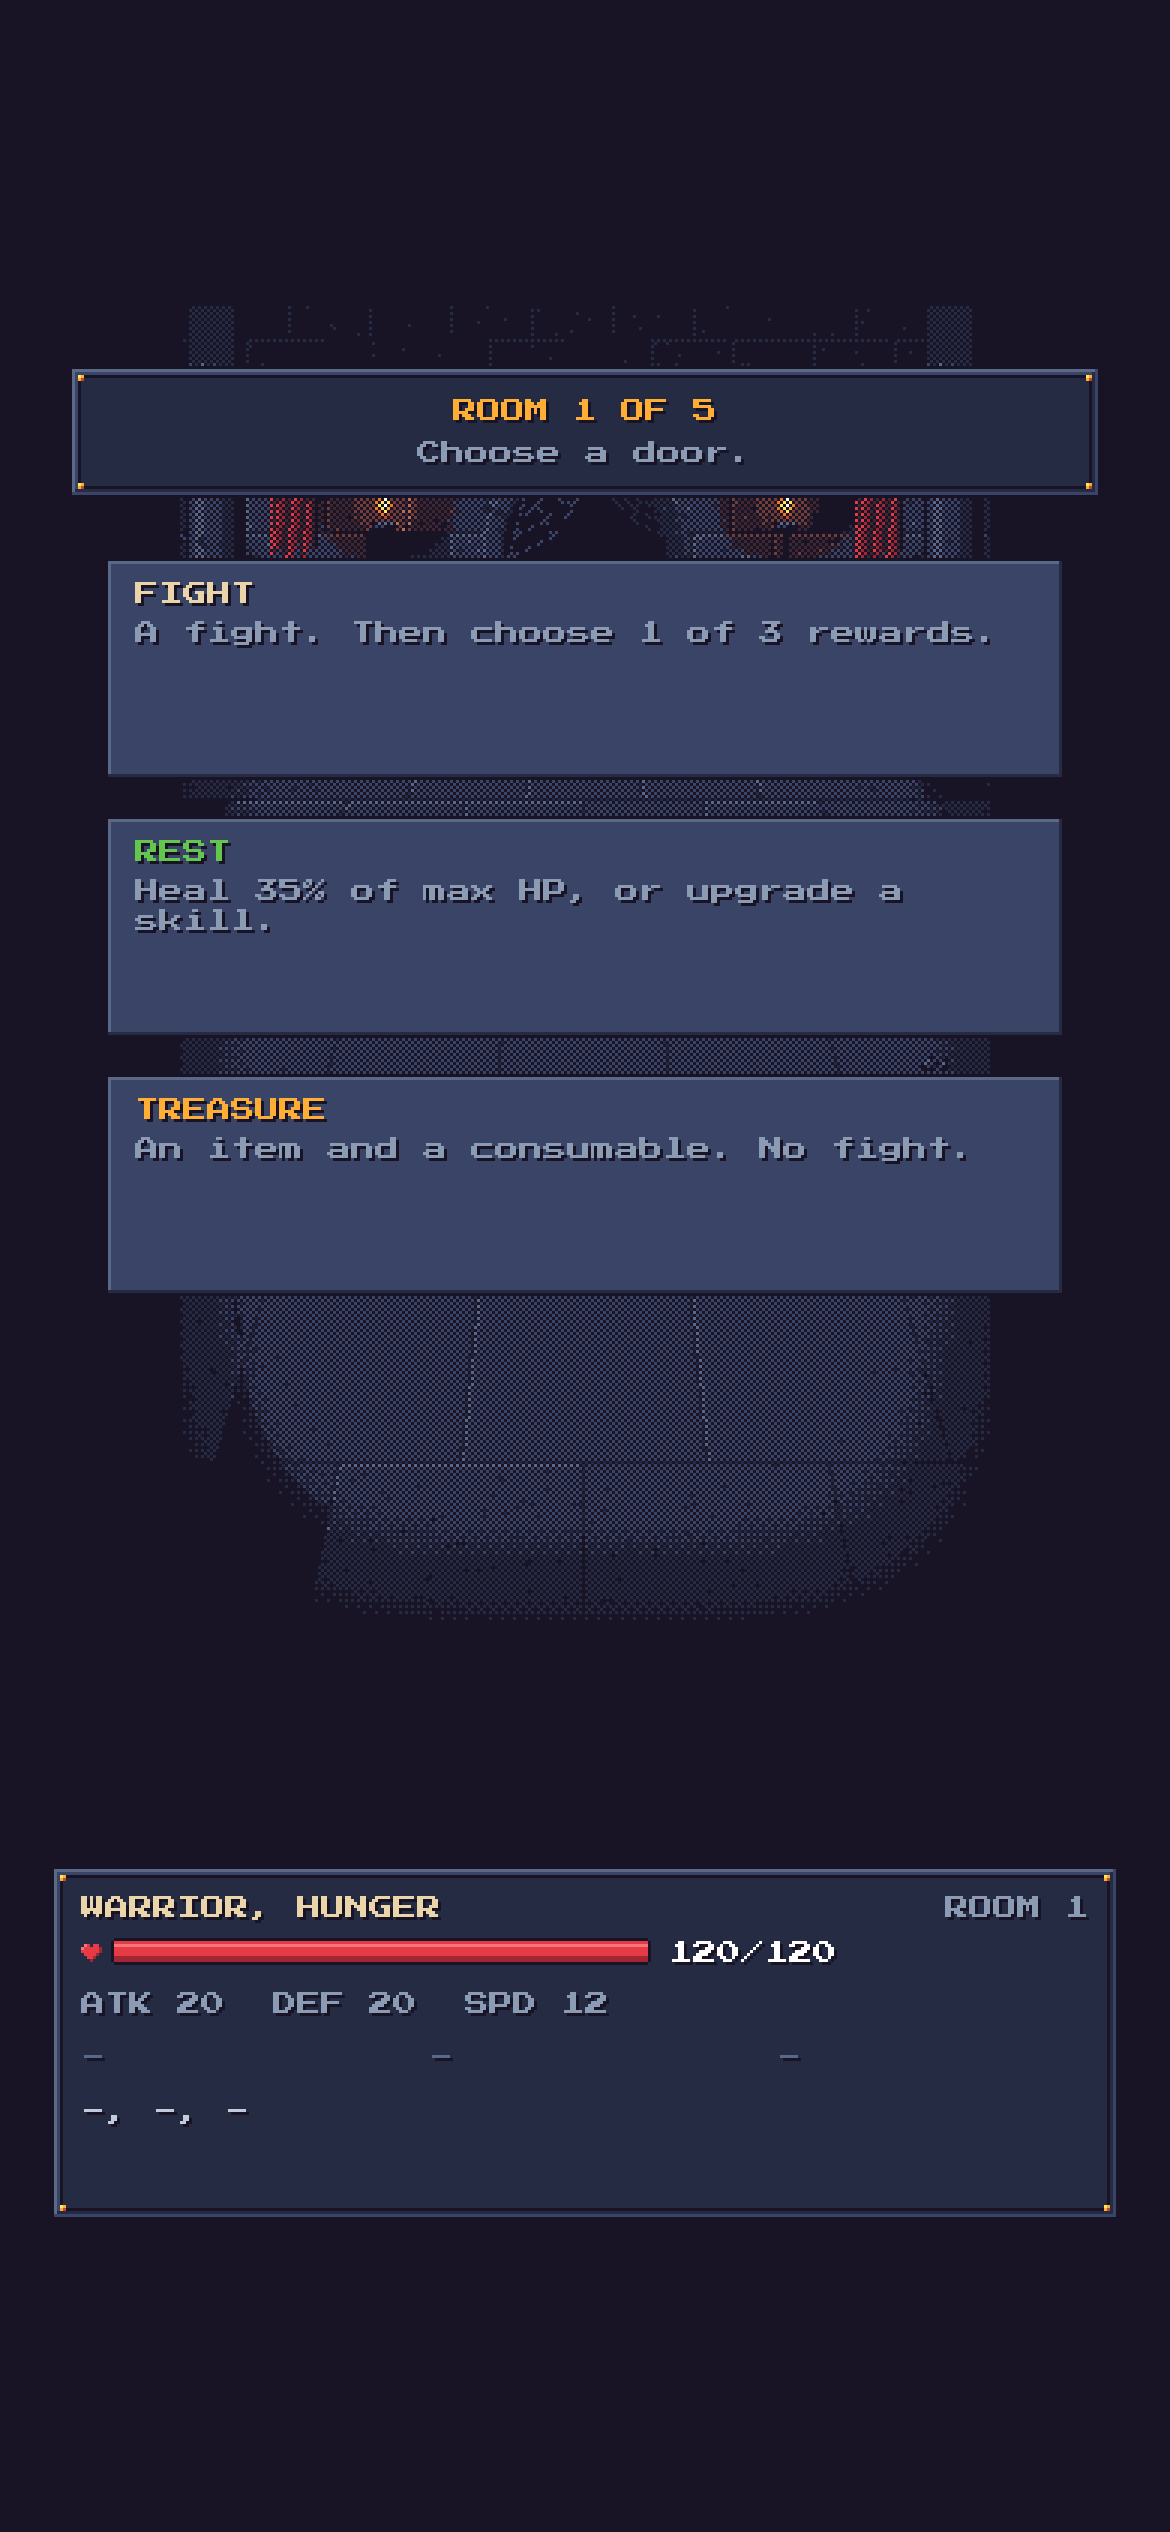 ROOM 1 OF 5
Choose a door.
FIGHT
A fight. Then choose 1 of 3 rewards.
REST
Heal 35% of max HP, or upgrade a
skill.
TREASURE
An item and a consumable. No fight.
WARRIOR, HUNGER ROOM 1
120/120
ATK 20 DEF 20 SPD 12
– – –
–, –, –